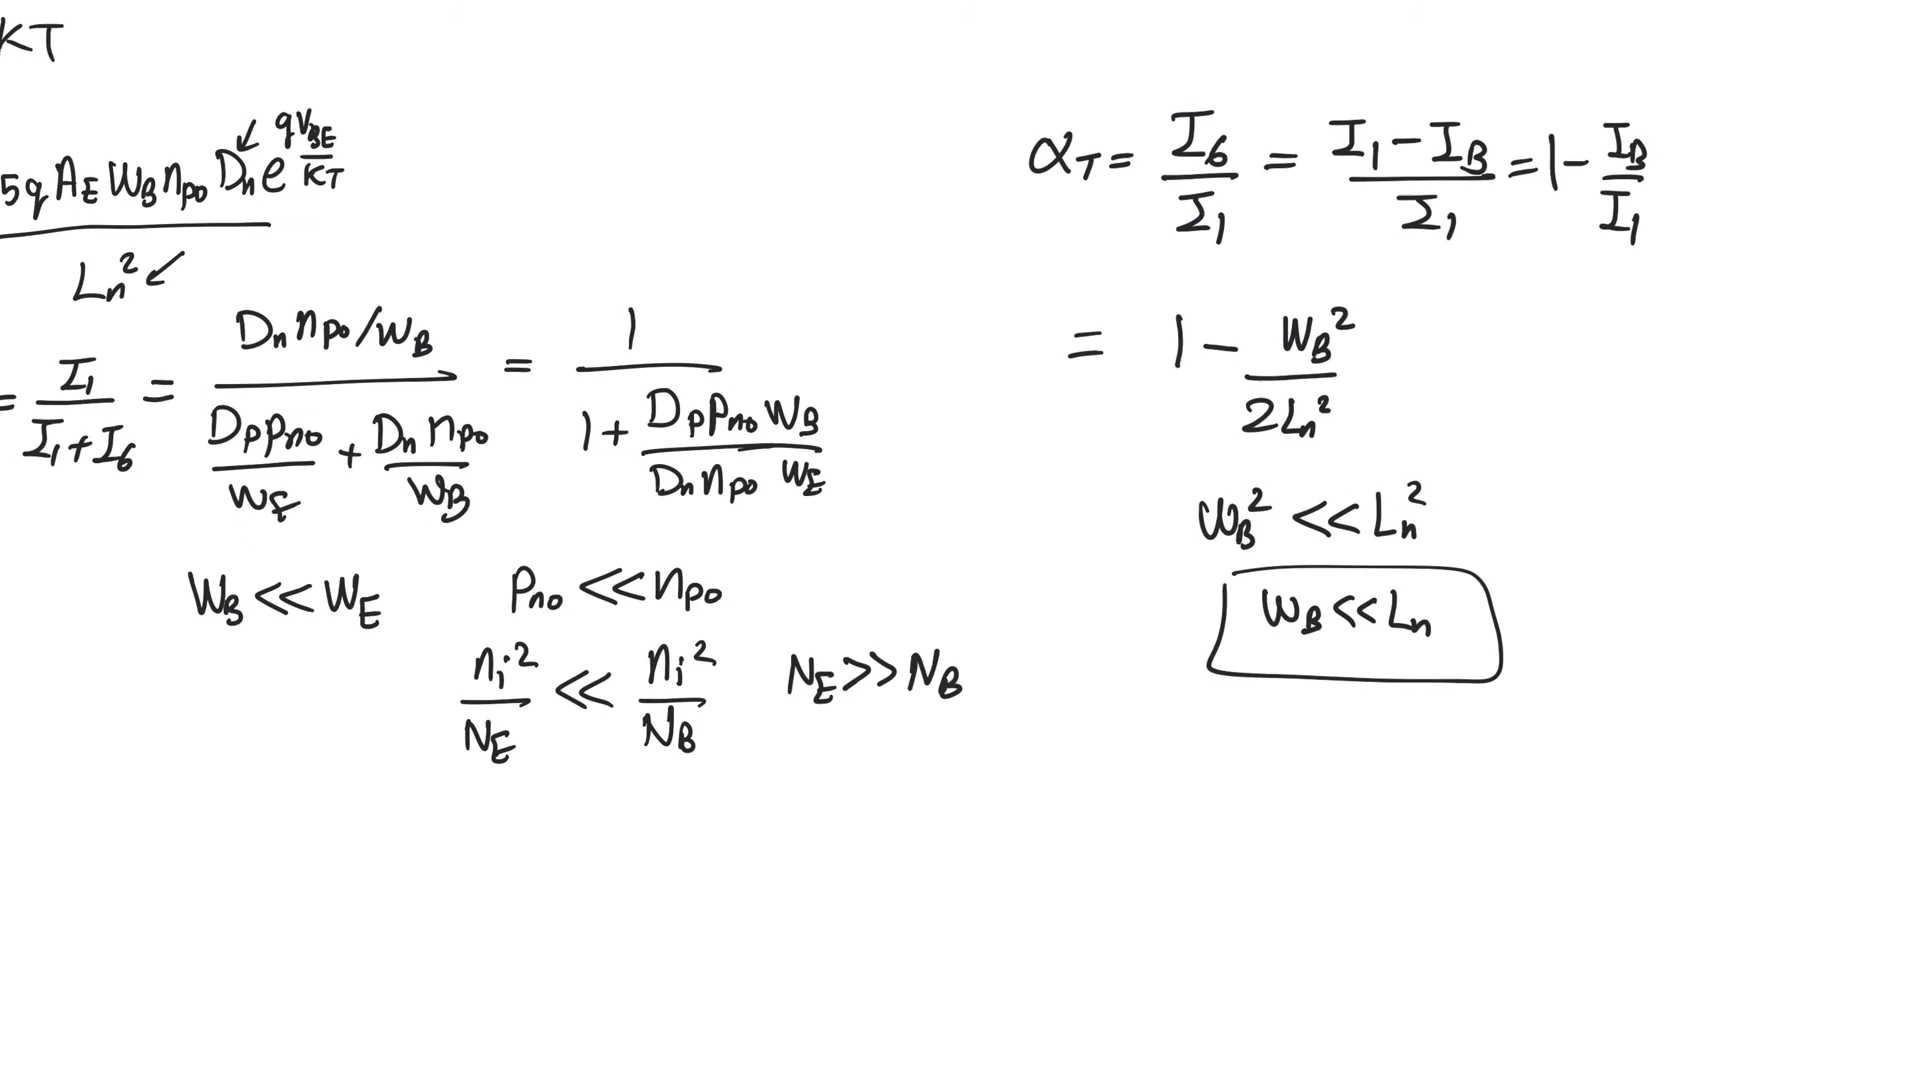 KT
5qA_E W_B n_po D_n e^(qV_BE/KT) / L_n^2
= I_1/(I_1+I_6) = (D_n n_po/W_B) / (D_p p_no/W_E + D_n n_po/W_B) = 1 / (1 + D_p p_no W_B / D_n n_po W_E)
W_B << W_E    p_no << n_po
n_i^2/N_E << n_i^2/N_B    N_E >> N_B
α_T = I_6/I_1 = (I_1 - I_B)/I_1 = 1 - I_B/I_1
= 1 - W_B^2 / 2L_n^2
W_B^2 << L_n^2
W_B << L_n